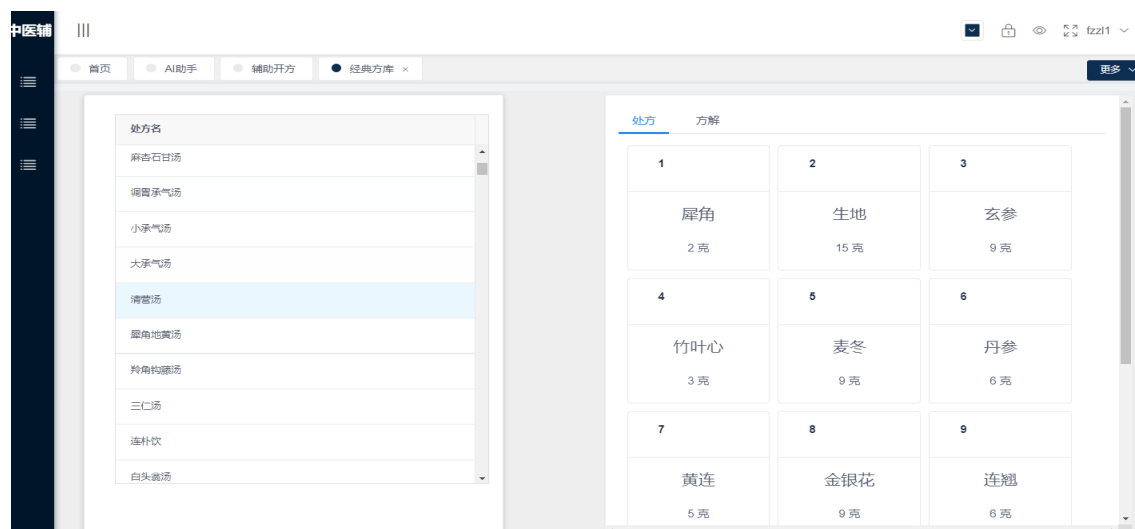 中医辅
fzzl1
首页
AI助手
辅助开方
经典方库 ×
更多
处方名
麻杏石甘汤
调胃承气汤
小承气汤
大承气汤
清营汤
犀角地黄汤
羚角钩藤汤
三仁汤
连朴饮
白头翁汤
处方 方解
1 2 3
犀角 生地 玄参
2 克 15 克 9 克
4 5 6
竹叶心 麦冬 丹参
3 克 9 克 6 克
7 8 9
黄连 金银花 连翘
5 克 9 克 6 克